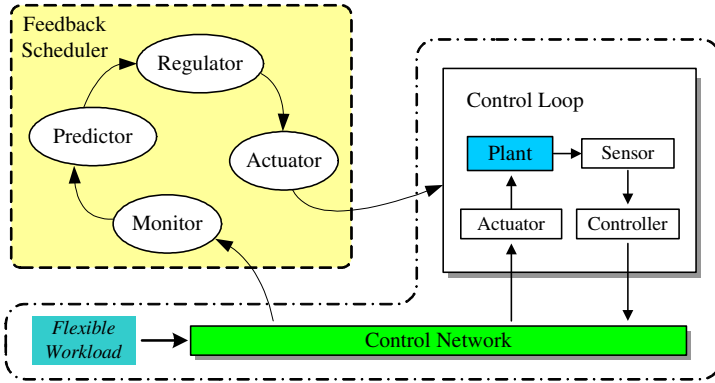 Feedback
Scheduler
Regulator
Predictor
Actuator
Monitor
Control Loop
Plant
Sensor
Actuator
Controller
Flexible
Workload
Control Network